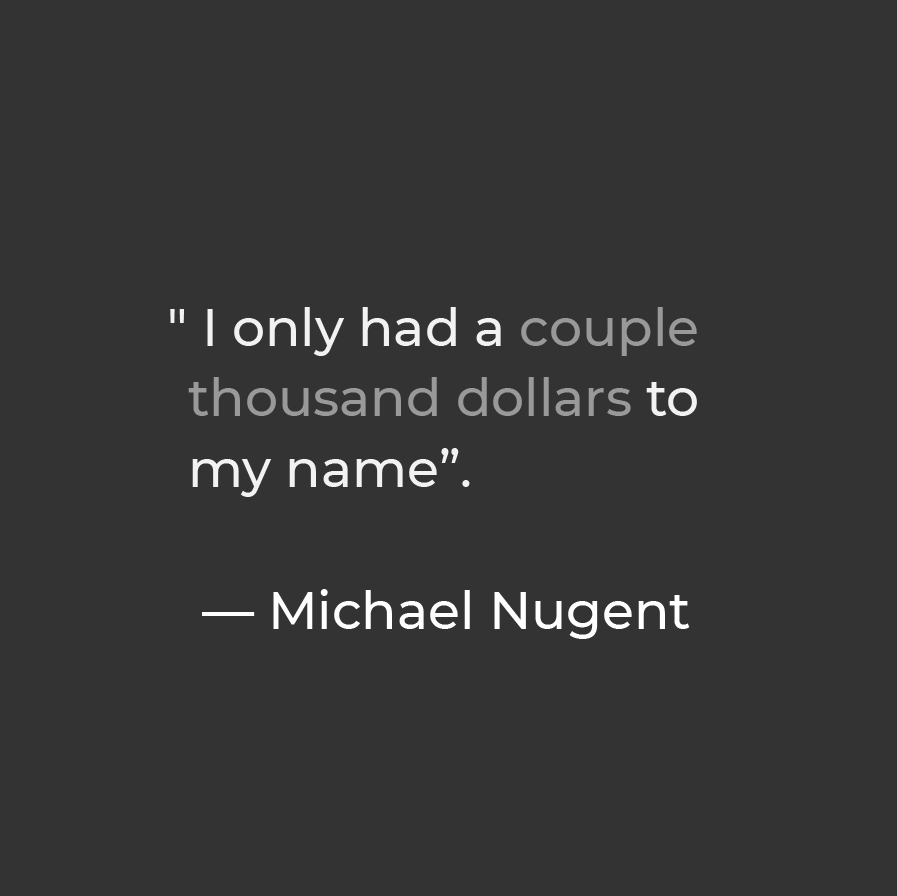 " I only had a couple
thousand dollars to
my name”.
— Michael Nugent